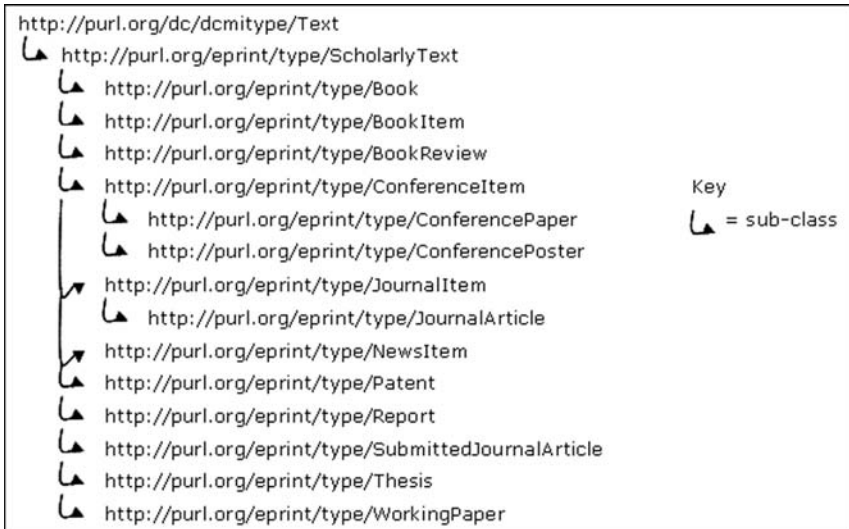 http://purl.org/dc/dcmitype/Text
http://purl.org/eprint/type/ScholarlyText
http://purl.org/eprint/type/Book
http://purl.org/eprint/type/BookItem
http://purl.org/eprint/type/BookReview
http://purl.org/eprint/type/ConferenceItem
Key
http://purl.org/eprint/type/ConferencePaper
= sub-class
http://purl.org/eprint/type/ConferencePoster
http://purl.org/eprint/type/JournalItem
http://purl.org/eprint/type/JournalArticle
http://purl.org/eprint/type/NewsItem
http://purl.org/eprint/type/Patent
http://purl.org/eprint/type/Report
http://purl.org/eprint/type/SubmittedJournalArticle
http://purl.org/eprint/type/Thesis
http://purl.org/eprint/type/WorkingPaper